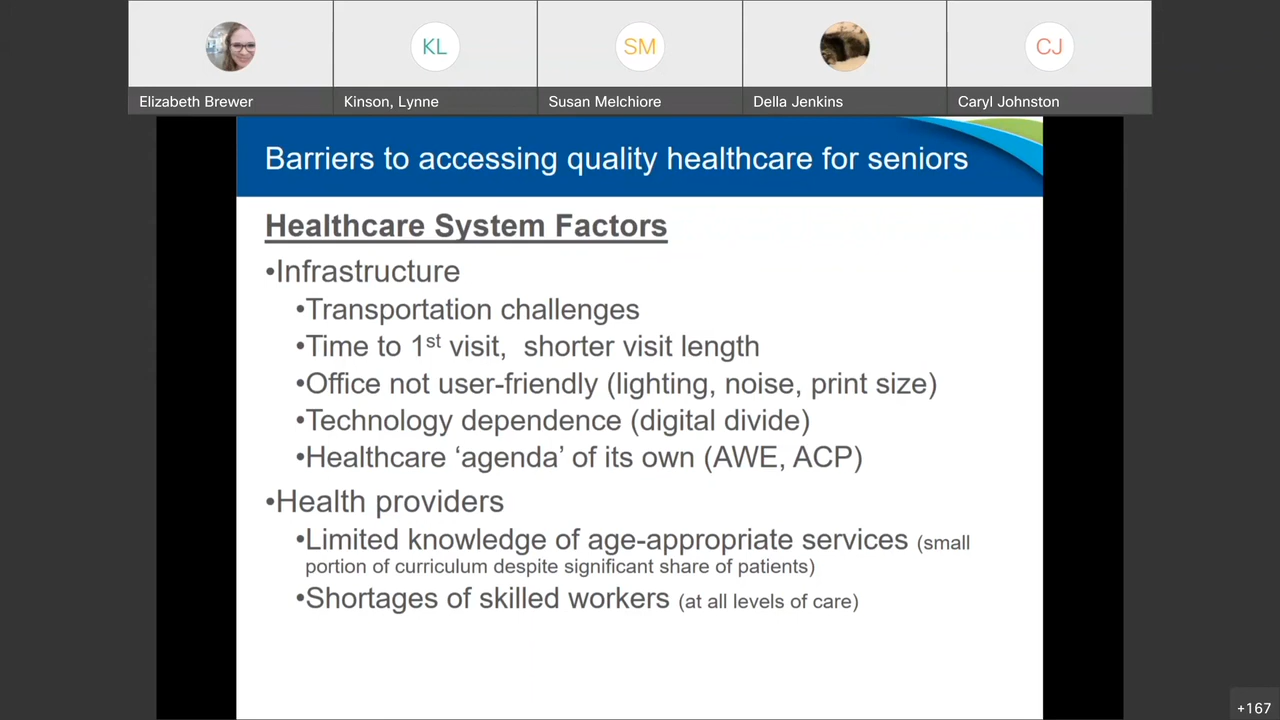 KL
SM
CJ
Elizabeth Brewer
Kinson, Lynne
Susan Melchiore
Della Jenkins
Caryl Johnston
Barriers to accessing quality healthcare for seniors
Healthcare System Factors
•Infrastructure
•Transportation challenges
•Time to 1st visit,  shorter visit length
•Office not user-friendly (lighting, noise, print size)
•Technology dependence (digital divide)
•Healthcare ‘agenda’ of its own (AWE, ACP)
•Health providers
•Limited knowledge of age-appropriate services (small
portion of curriculum despite significant share of patients)
•Shortages of skilled workers (at all levels of care)
+167